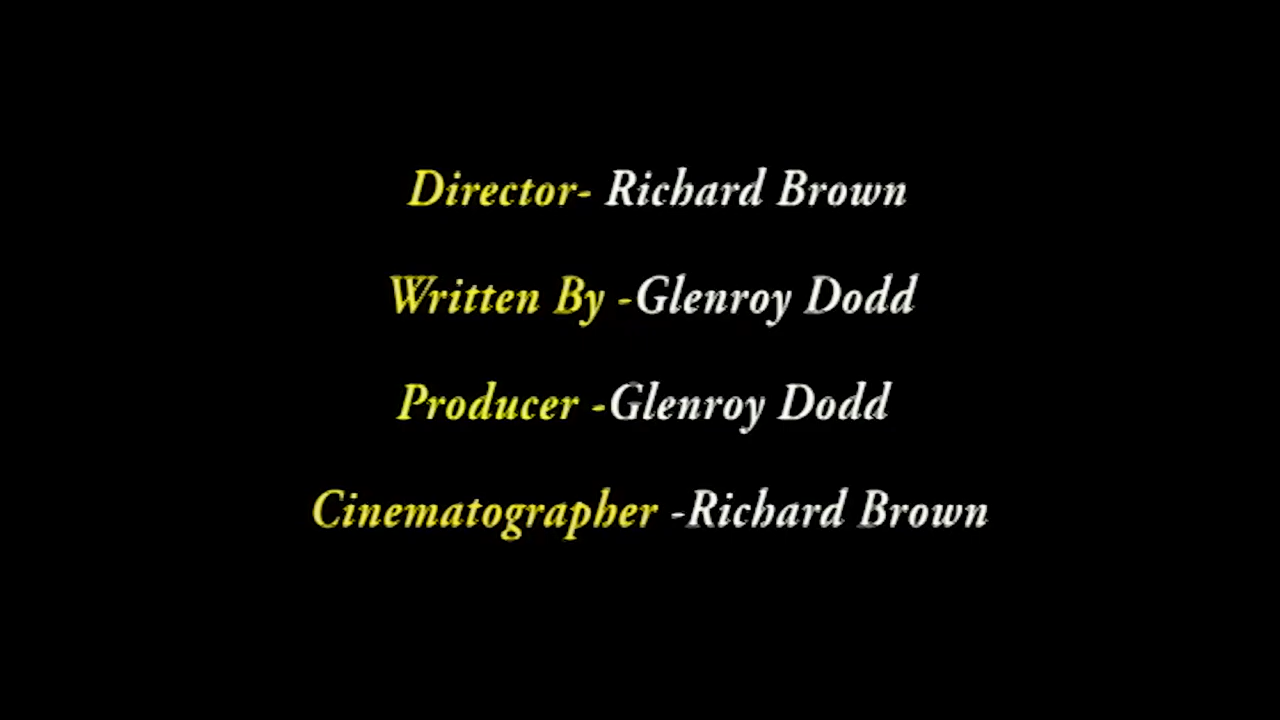 Director- Richard Brown
Written By -Glenroy Dodd
Producer -Glenroy Dodd
Cinematographer -Richard Brown